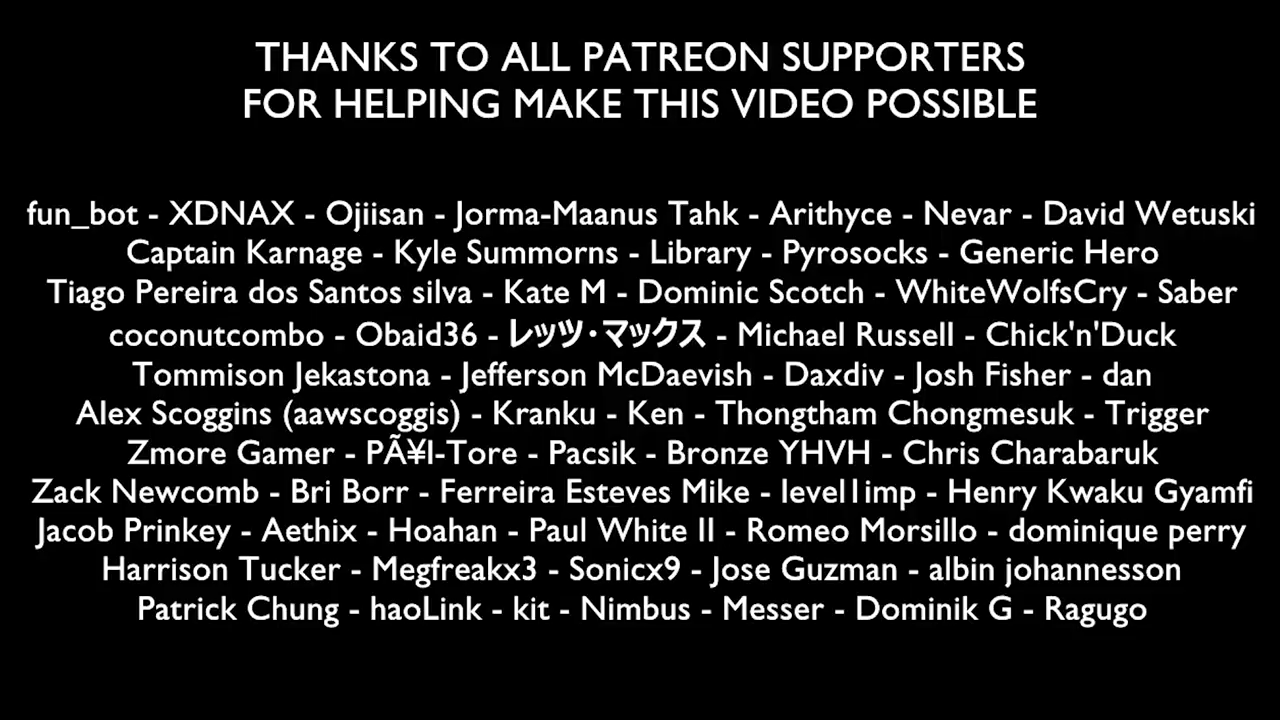 THANKS TO ALL PATREON SUPPORTERS
FOR HELPING MAKE THIS VIDEO POSSIBLE
fun_bot - XDNAX - Ojiisan - Jorma-Maanus Tahk - Arithyce - Nevar - David Wetuski
Captain Karnage - Kyle Summorns - Library - Pyrosocks - Generic Hero
Tiago Pereira dos Santos silva - Kate M - Dominic Scotch - WhiteWolfsCry - Saber
coconutcombo - Obaid36 - レッツ・マックス - Michael Russell - Chick'n'Duck
Tommison Jekastona - Jefferson McDaevish - Daxdiv - Josh Fisher - dan
Alex Scoggins (aawscoggis) - Kranku - Ken - Thongtham Chongmesuk - Trigger
Zmore Gamer - PÃ¥l-Tore - Pacsik - Bronze YHVH - Chris Charabaruk
Zack Newcomb - Bri Borr - Ferreira Esteves Mike - level1imp - Henry Kwaku Gyamfi
Jacob Prinkey - Aethix - Hoahan - Paul White II - Romeo Morsillo - dominique perry
Harrison Tucker - Megfreakx3 - Sonicx9 - Jose Guzman - albin johannesson
Patrick Chung - haoLink - kit - Nimbus - Messer - Dominik G - Ragugo